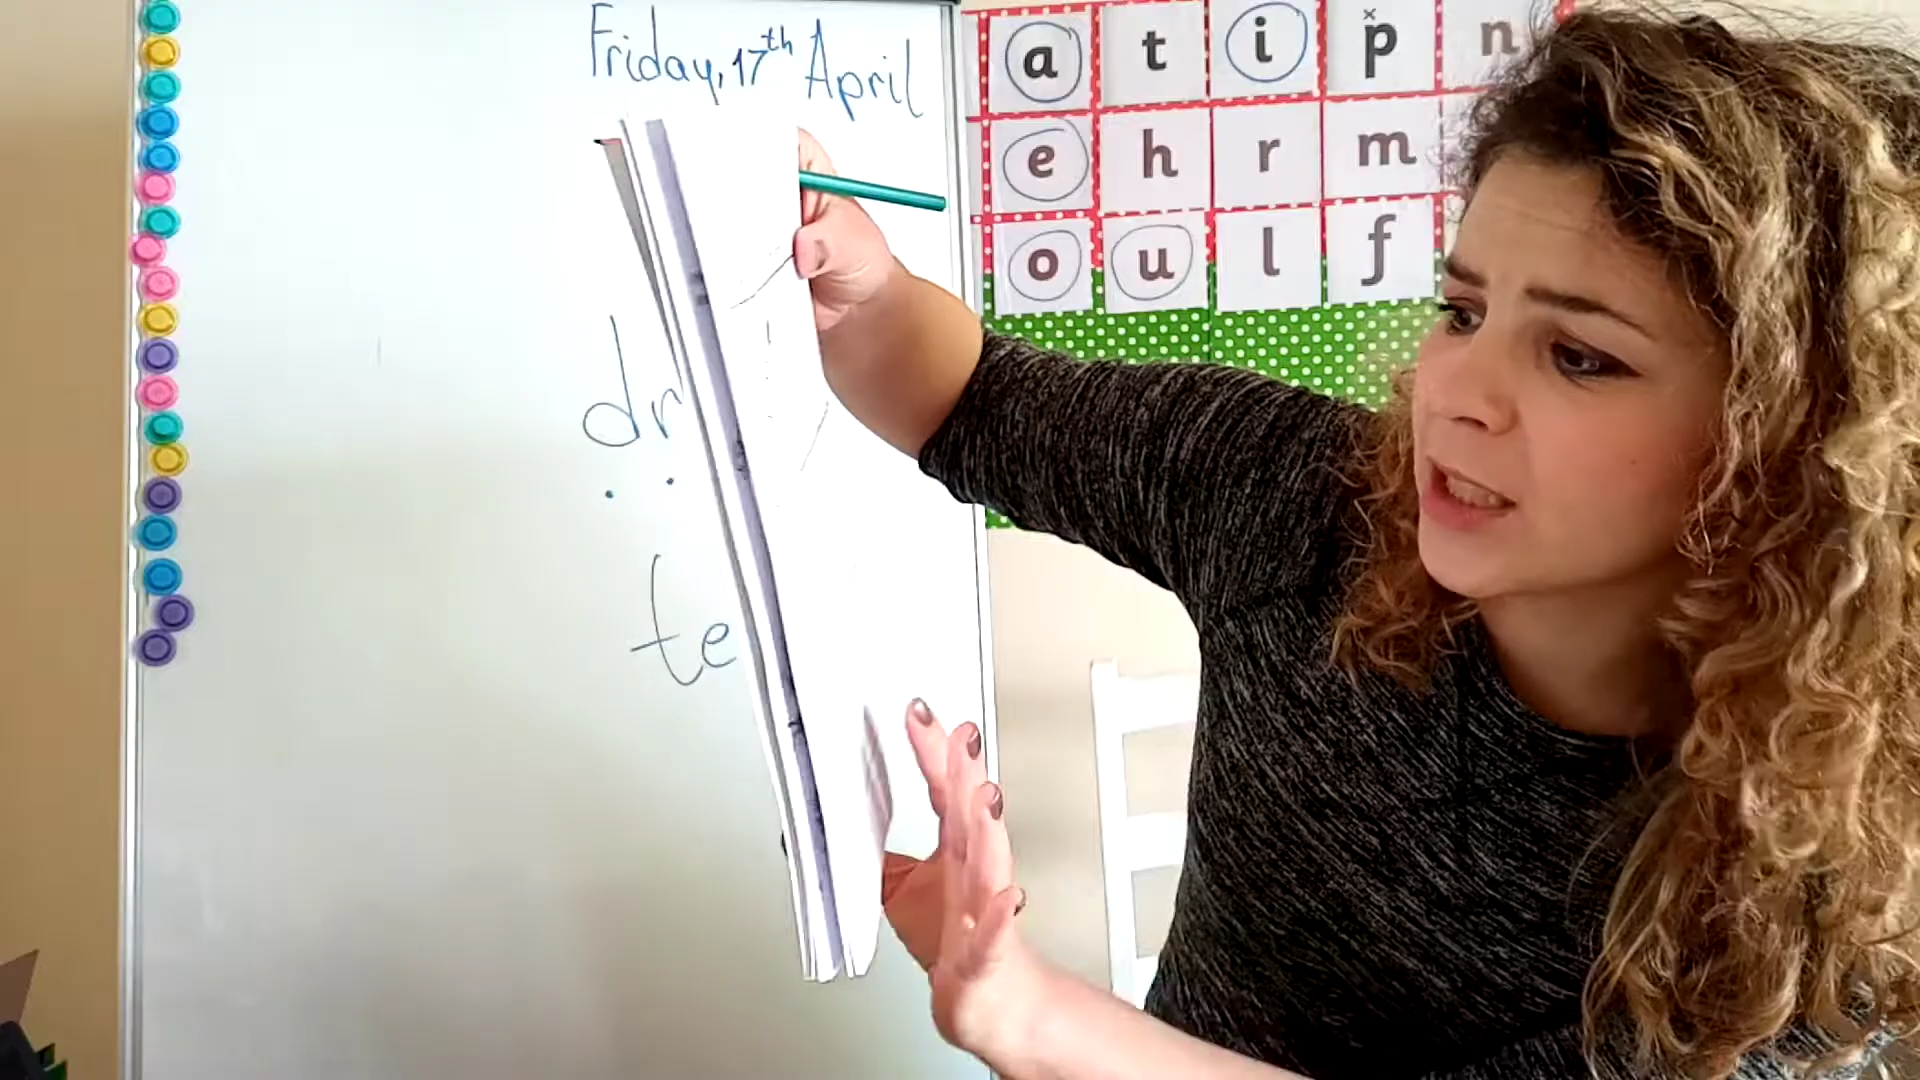 Friday, 17th April
a t i p n
e h r m
o u l f
dr
te